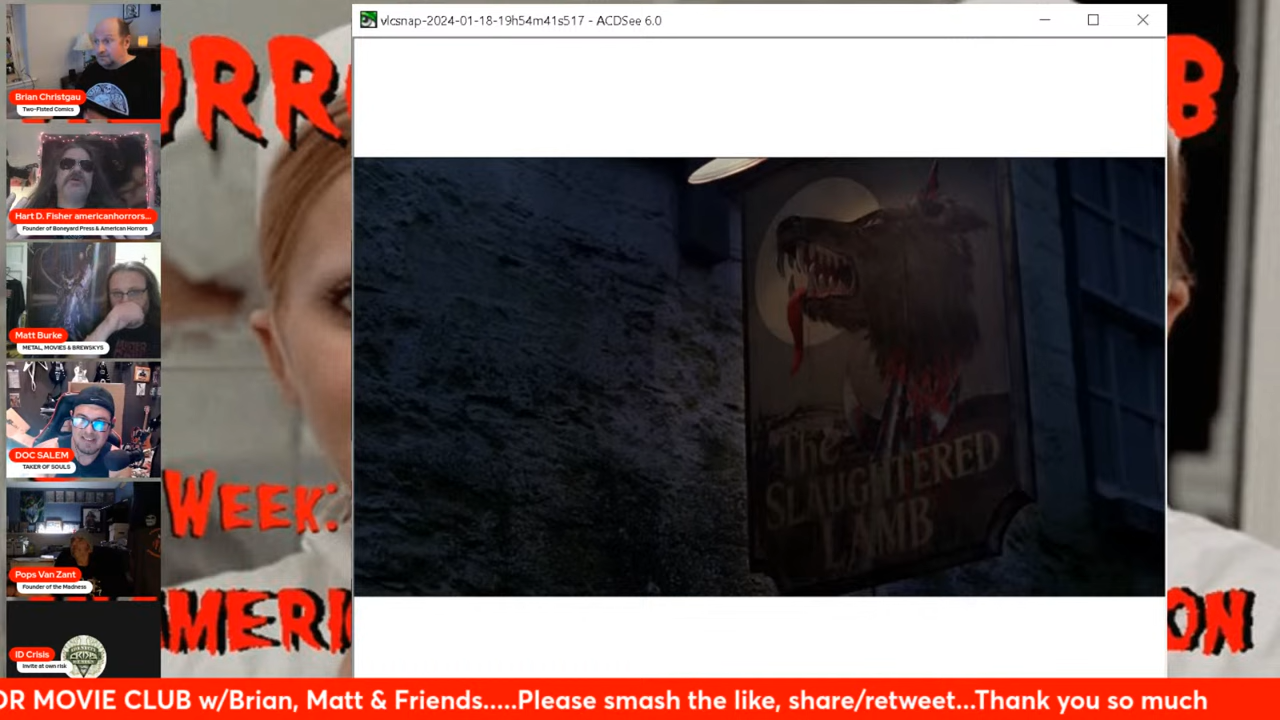 vlcsnap-2024-01-18-19h54m41s517 - ACDSee 6.0
ORR
B
Brian Christgau
Two-Fisted Comics
Hart D. Fisher americanhorrors...
Founder of Boneyard Press & American Horrors
Matt Burke
METAL, MOVIES & BREWSKYS
DOC SALEM
TAKER OF SOULS
Pops Van Zant
Founder of the Madness
ID Crisis
Invite at own risk
The
SLAUGHTERED
LAMB
WEEK:
AMERI
ON
OR MOVIE CLUB w/Brian, Matt & Friends.....Please smash the like, share/retweet...Thank you so much